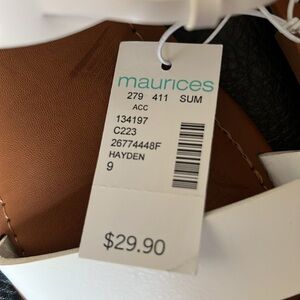 maurices
279 411 SUM
ACC
134197
C223
26774448F
HAYDEN
9
$29.90